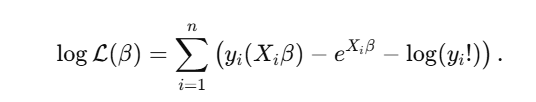 log ℒ(β) = ∑_{i=1}^{n} (y_i(X_iβ) − e^{X_iβ} − log(y_i!)) .